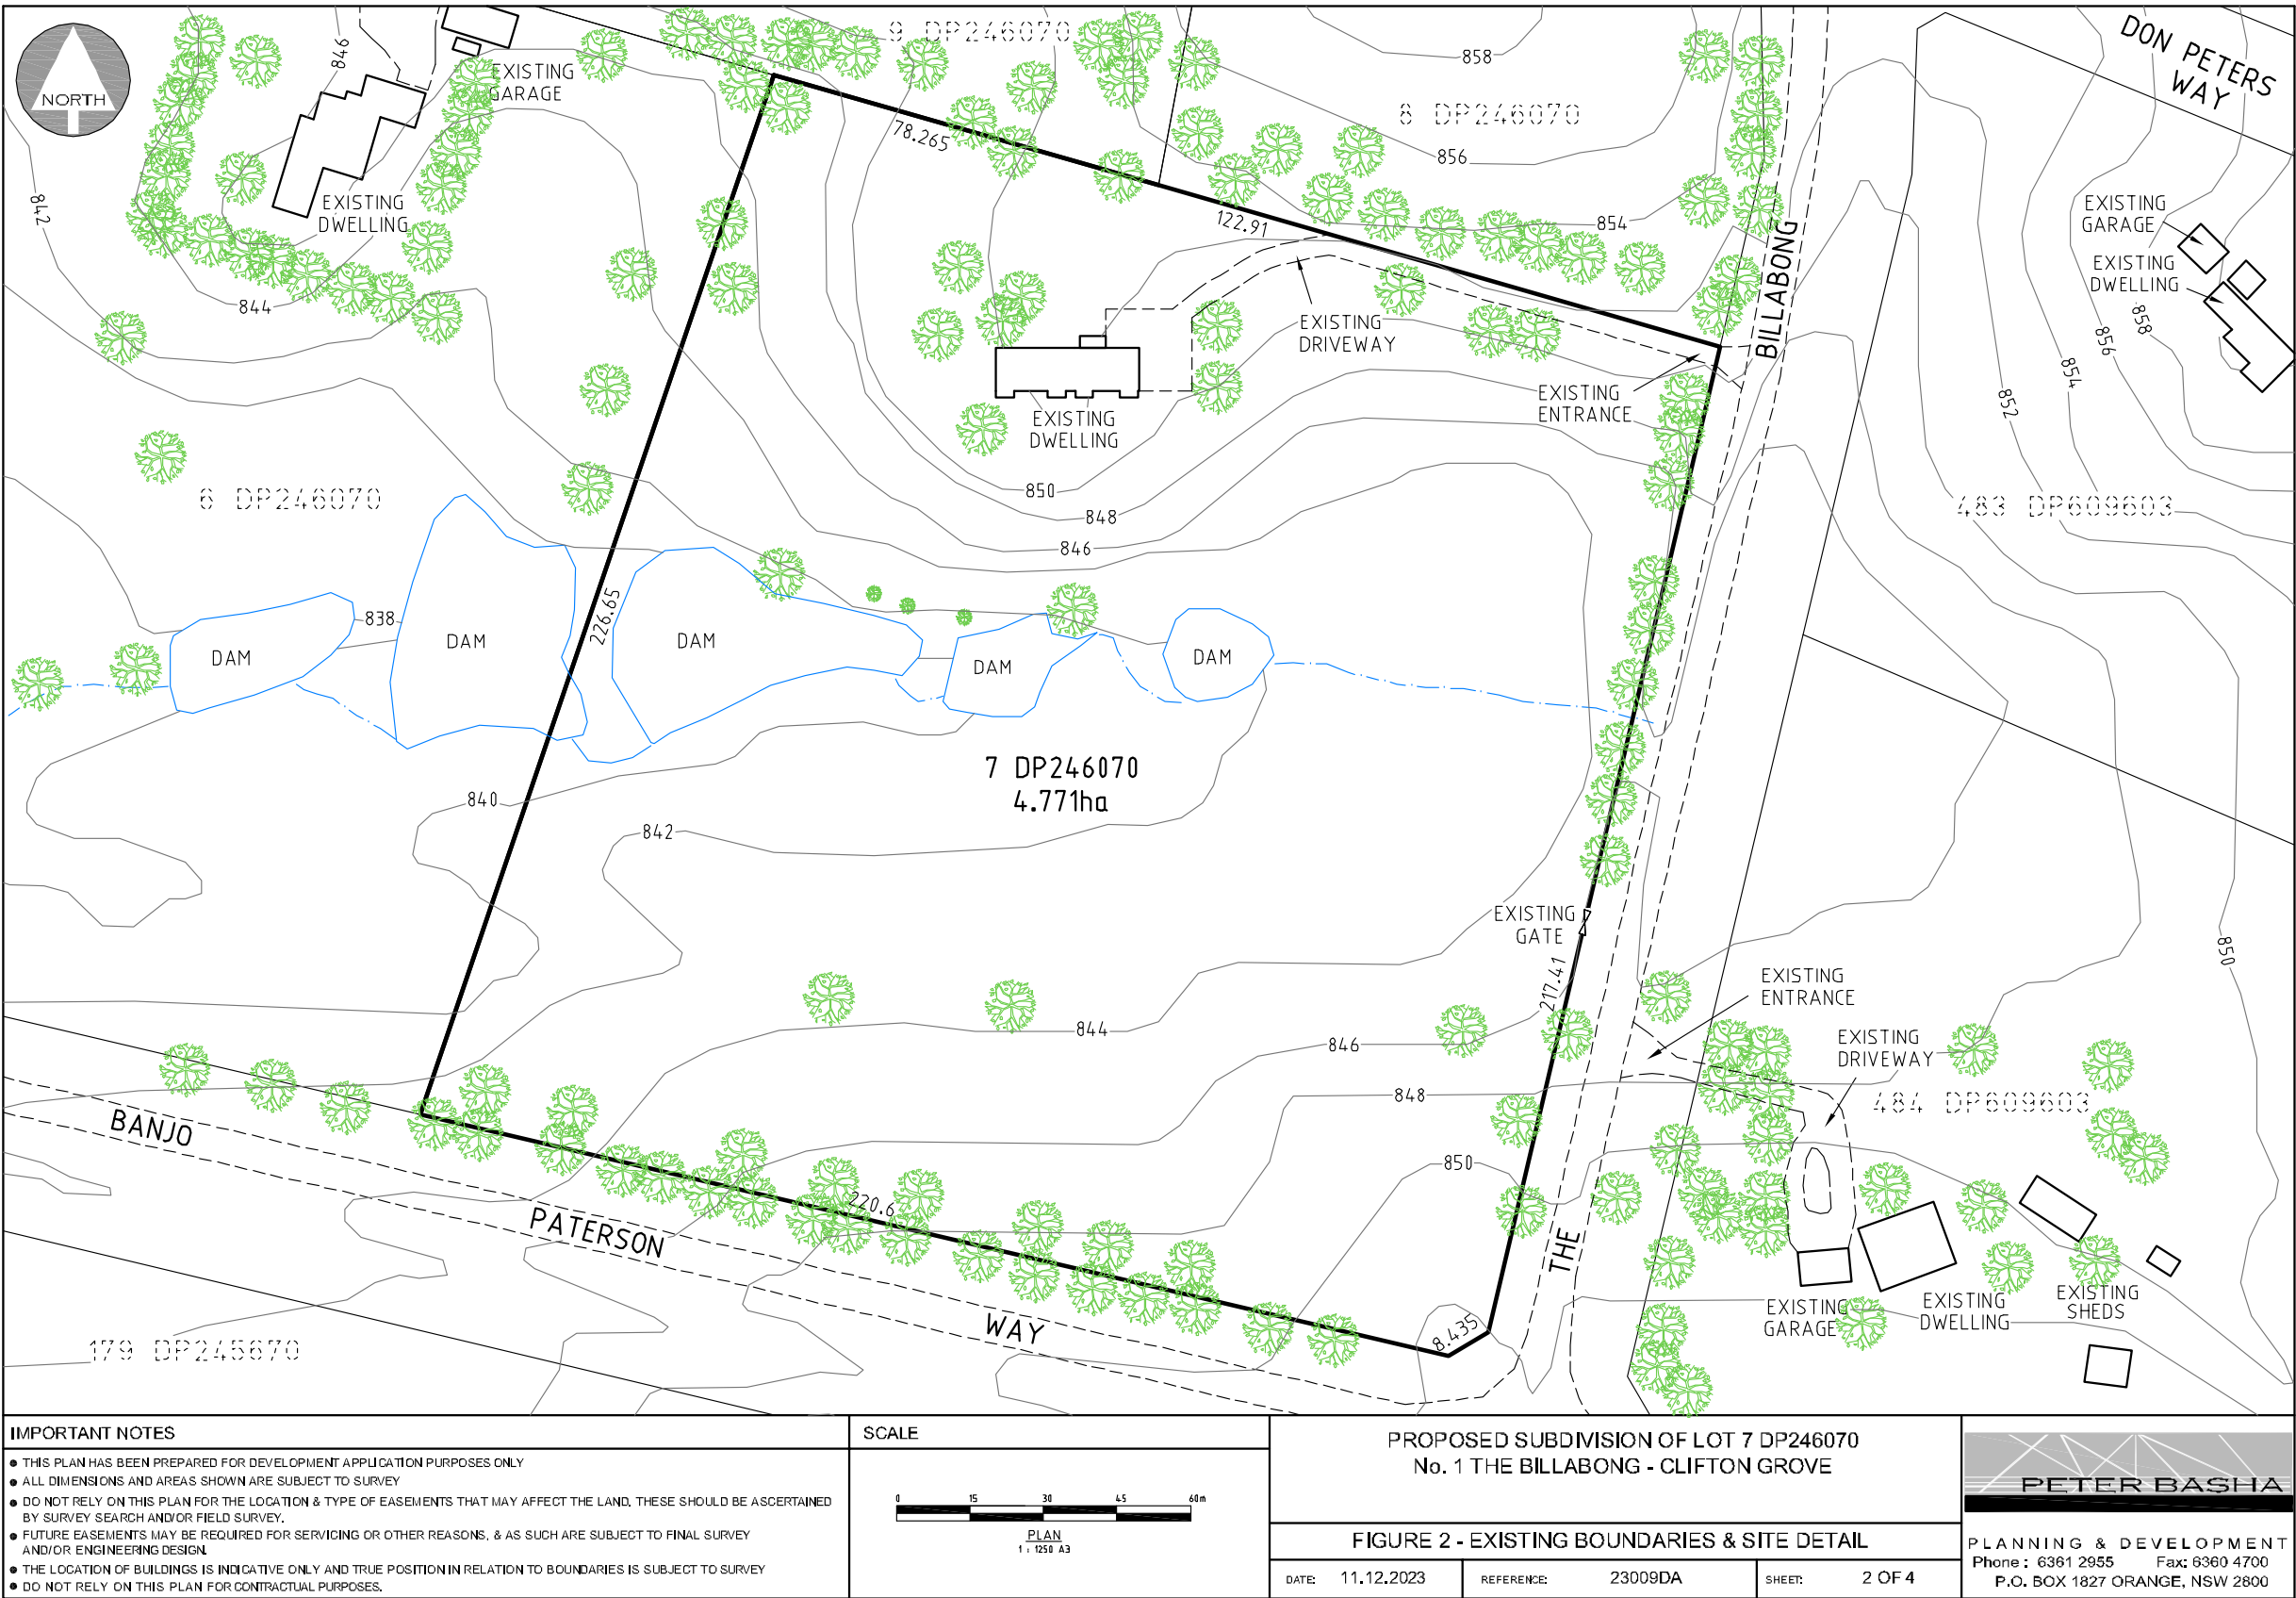 NORTH
846
EXISTING
GARAGE
9 DP246070
858
8 DP246070
DON PETERS
WAY
78.265
856
842
EXISTING
DWELLING
122.91
854
BILLABONG
EXISTING
GARAGE
EXISTING
DWELLING
858
856
854
852
844
EXISTING
DRIVEWAY
EXISTING
ENTRANCE
EXISTING
DWELLING
850
848
846
6 DP246070
483 DP609603
838
226.65
DAM
DAM
DAM
DAM
DAM
7 DP246070
4.771ha
840
842
EXISTING
GATE
217.41
850
EXISTING
ENTRANCE
844
846
EXISTING
DRIVEWAY
848
484 DP609603
BANJO
850
220.6
PATERSON
THE
WAY
8.435
EXISTING
GARAGE
EXISTING
DWELLING
EXISTING
SHEDS
179 DP245670
IMPORTANT NOTES
THIS PLAN HAS BEEN PREPARED FOR DEVELOPMENT APPLICATION PURPOSES ONLY
ALL DIMENSIONS AND AREAS SHOWN ARE SUBJECT TO SURVEY
DO NOT RELY ON THIS PLAN FOR THE LOCATION & TYPE OF EASEMENTS THAT MAY AFFECT THE LAND, THESE SHOULD BE ASCERTAINED
BY SURVEY SEARCH AND/OR FIELD SURVEY.
FUTURE EASEMENTS MAY BE REQUIRED FOR SERVICING OR OTHER REASONS, & AS SUCH ARE SUBJECT TO FINAL SURVEY
AND/OR ENGINEERING DESIGN.
THE LOCATION OF BUILDINGS IS INDICATIVE ONLY AND TRUE POSITION IN RELATION TO BOUNDARIES IS SUBJECT TO SURVEY
DO NOT RELY ON THIS PLAN FOR CONTRACTUAL PURPOSES.
SCALE
0 15 30 45 60m
PLAN
1 : 1250 A3
PROPOSED SUBDIVISION OF LOT 7 DP246070
No. 1 THE BILLABONG - CLIFTON GROVE
FIGURE 2 - EXISTING BOUNDARIES & SITE DETAIL
DATE: 11.12.2023 REFERENCE: 23009DA SHEET: 2 OF 4
PETER BASHA
PLANNING & DEVELOPMENT
Phone : 6361 2955 Fax: 6360 4700
P.O. BOX 1827 ORANGE, NSW 2800